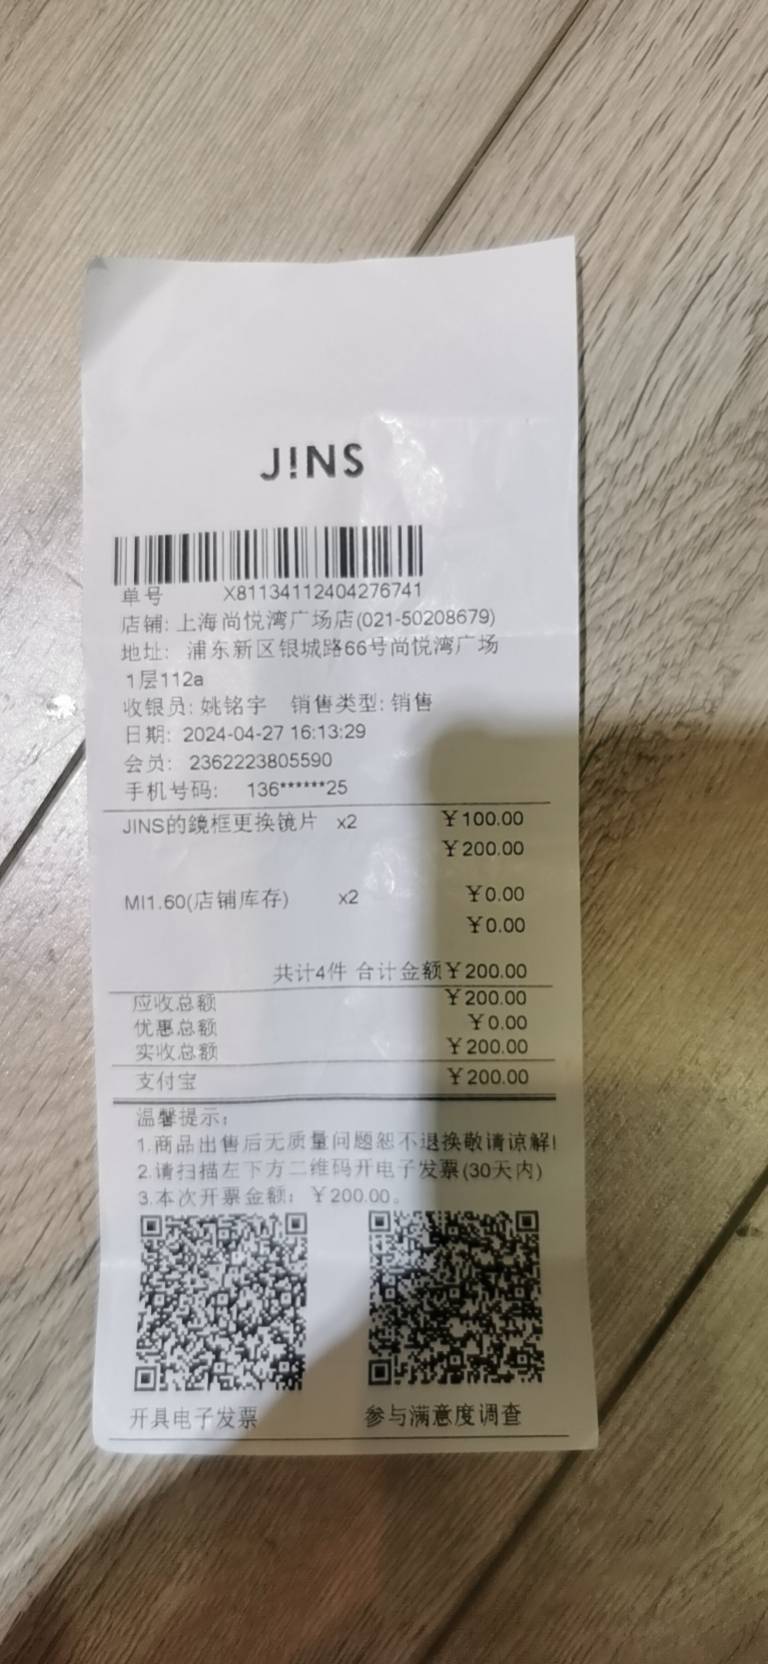 J!NS
单号 X811341124042767​41
店铺: 上海尚悦湾广场店(021-50208679)
地址: 浦东新区银城路66号尚悦湾广场
1层112a
收银员: 姚铭宇 销售类型: 销售
日期: 2024-04-27 16:13:29
会员: 2362223805590
手机号码: 136******25
JINS的鏡框更换镜片 x2 ¥100.00
¥200.00
MI1.60(店铺库存) x2 ¥0.00
¥0.00
共计4件 合计金额¥200.00
应收总额 ¥200.00
优惠总额 ¥0.00
实收总额 ¥200.00
支付宝 ¥200.00
温馨提示:
1.商品出售后无质量问题恕不退换敬请谅解!
2.请扫描左下方二维码开电子发票(30天内)
3.本次开票金额: ¥200.00。
开具电子发票 参与满意度调查